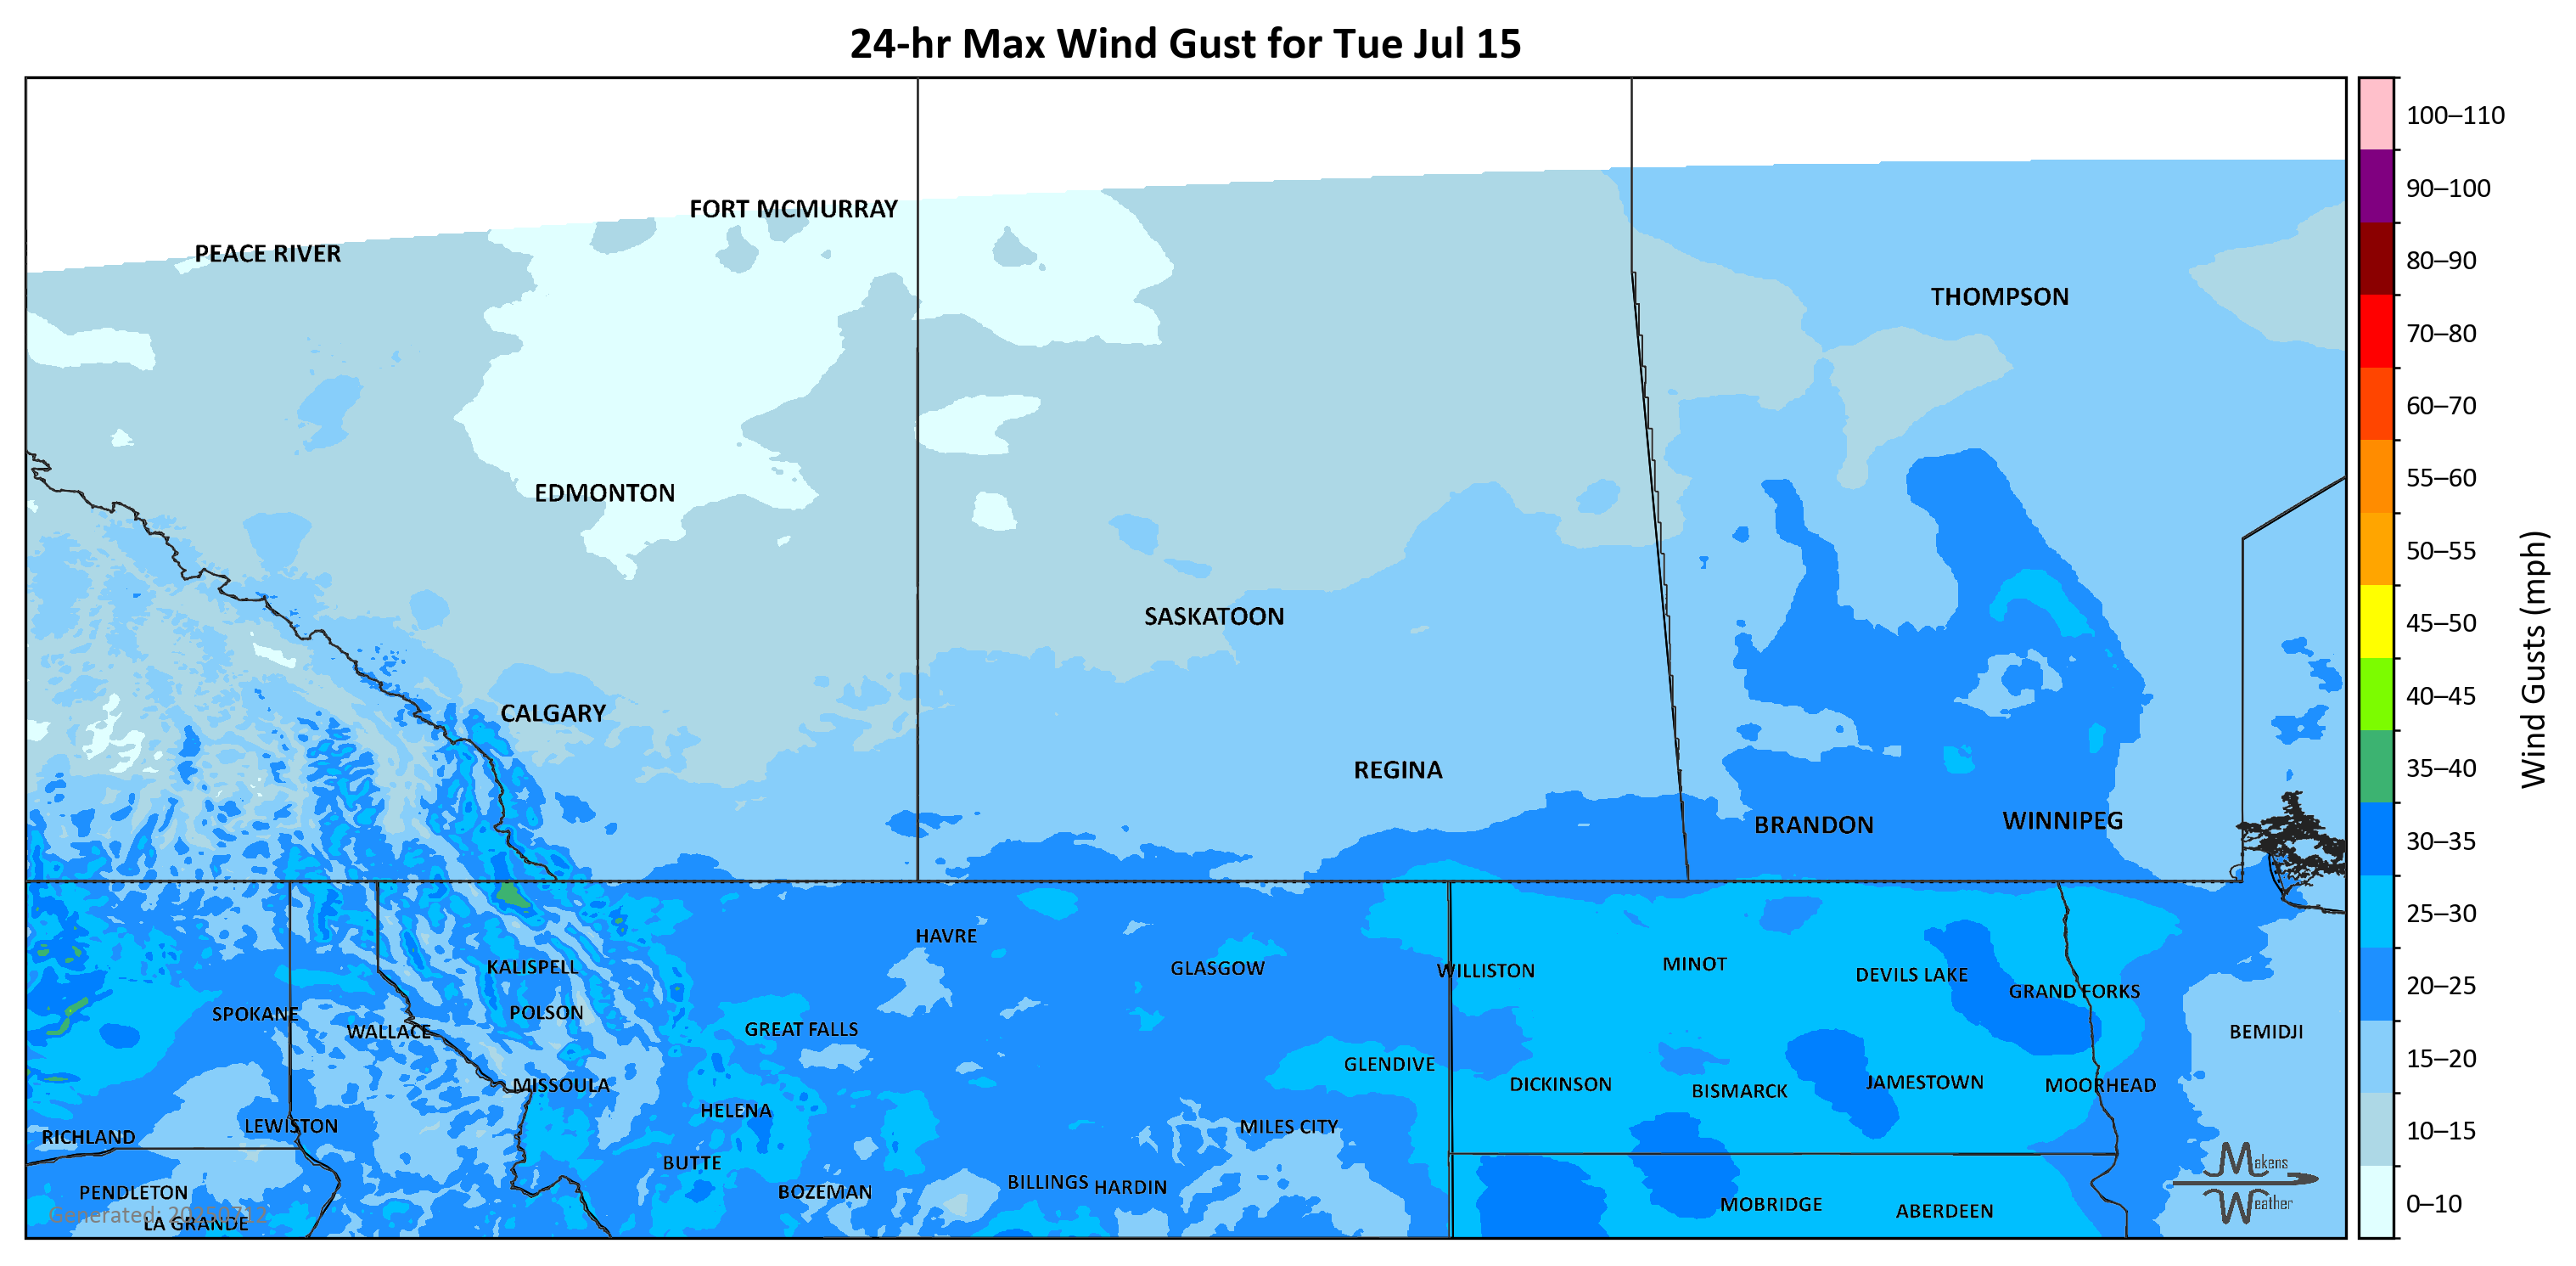 24-hr Max Wind Gust for Tue Jul 15
100–110
90–100
80–90
70–80
60–70
55–60
50–55
45–50
40–45
35–40
30–35
25–30
20–25
15–20
10–15
0–10
Wind Gusts (mph)
FORT MCMURRAY
PEACE RIVER
THOMPSON
EDMONTON
SASKATOON
CALGARY
REGINA
BRANDON
WINNIPEG
HAVRE
KALISPELL
GLASGOW
WILLISTON
MINOT
DEVILS LAKE
GRAND FORKS
SPOKANE
POLSON
WALLACE
GREAT FALLS
BEMIDJI
GLENDIVE
MISSOULA
DICKINSON
BISMARCK
JAMESTOWN
MOORHEAD
HELENA
LEWISTON
MILES CITY
RICHLAND
BUTTE
PENDLETON
BOZEMAN
BILLINGS
HARDIN
MOBRIDGE
ABERDEEN
Generated: 20250712
LA GRANDE
Makens
Weather